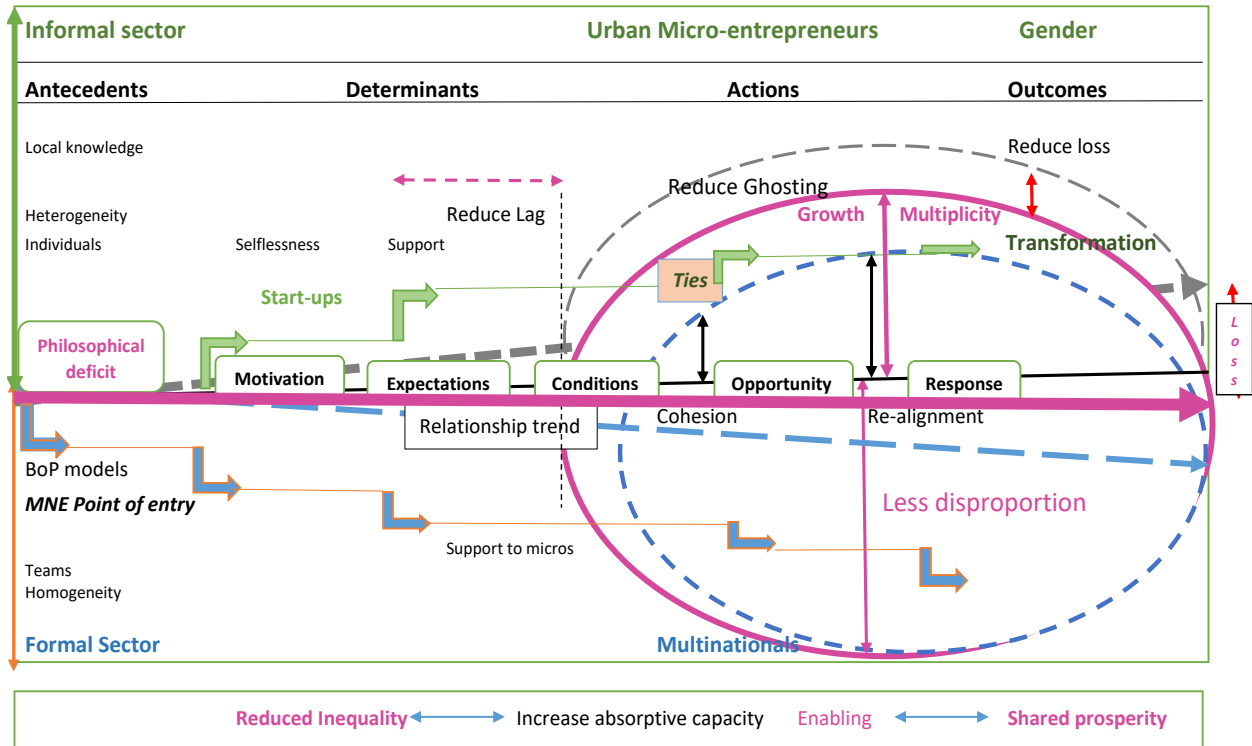 Informal sector
Urban Micro-entrepreneurs
Gender
Antecedents
Determinants
Actions
Outcomes
Local knowledge
Reduce loss
Reduce Ghosting
Heterogeneity
Reduce Lag
Growth
Multiplicity
Individuals
Selflessness
Support
Transformation
Ties
Start-ups
Loss
Philosophical
deficit
Motivation
Expectations
Conditions
Opportunity
Response
Relationship trend
Cohesion
Re-alignment
BoP models
MNE Point of entry
Less disproportion
Support to micros
Teams
Homogeneity
Formal Sector
Multinationals
Reduced Inequality
Increase absorptive capacity
Enabling
Shared prosperity